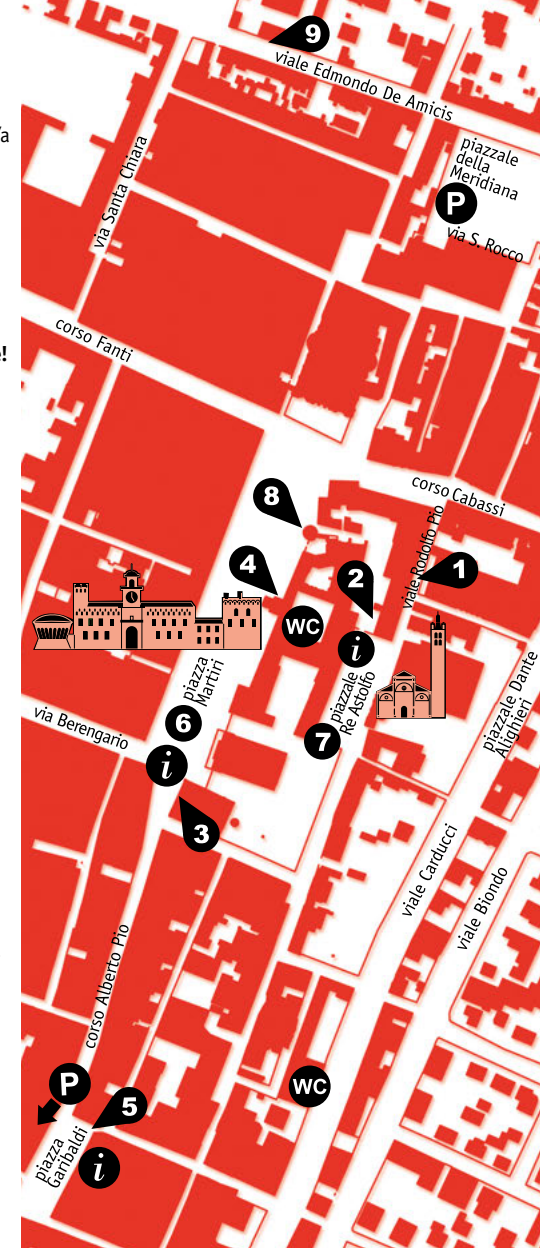 9
viale Edmondo De Amicis
/a
piazzale
della
Meridiana
P
via S. Rocco
via Santa Chiara
!
corso Fanti
corso Cabassi
8
viale Rodolfo Pio
4
2
1
WC
i
piazza
Martiri
piazzale
Re Astolfo
piazzale Dante
Alighieri
via Berengario
6
7
i
3
viale Carducci
viale Biondo
corso Alberto Pio
P
WC
5
piazza
Garibaldi
i